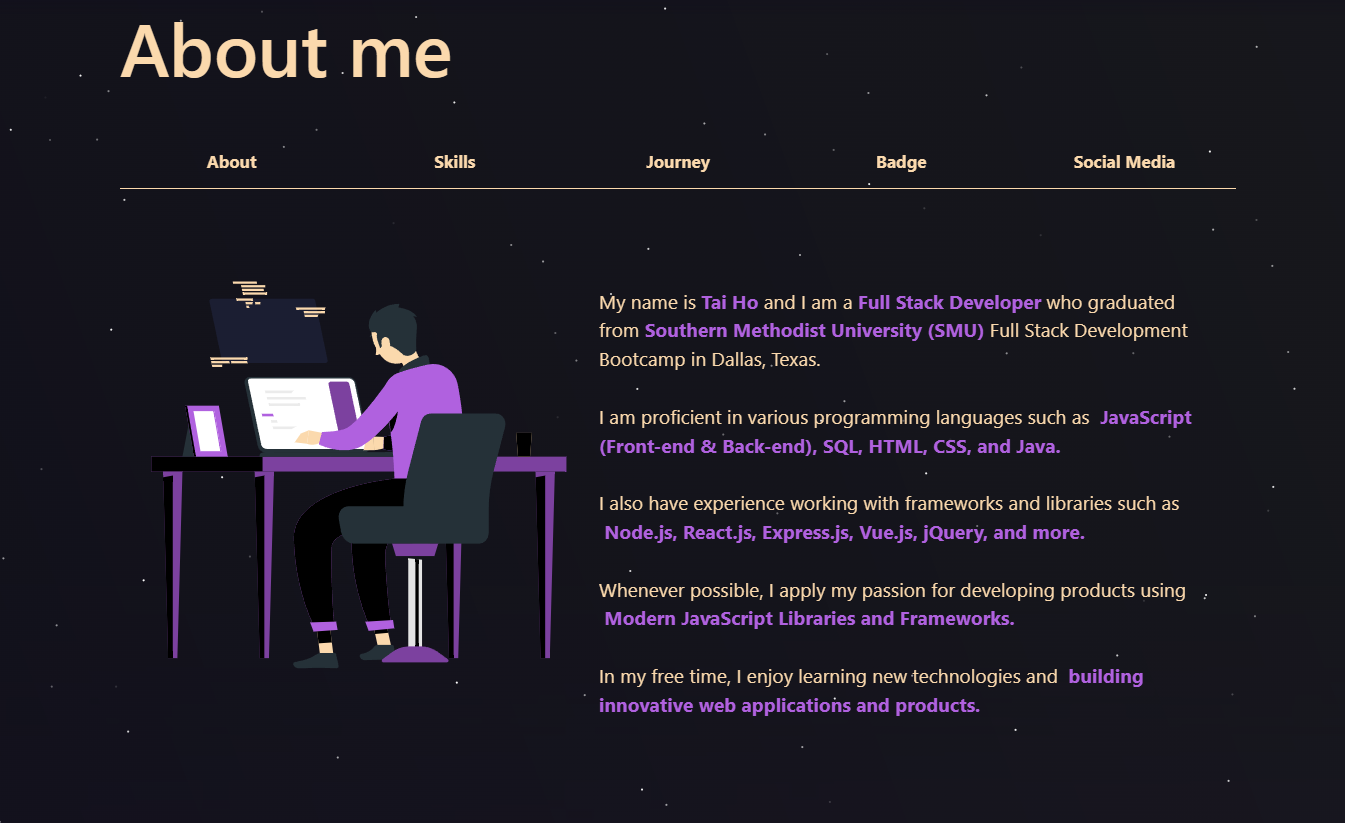 About me
About Skills Journey Badge Social Media
My name is Tai Ho and I am a Full Stack Developer who graduated
from Southern Methodist University (SMU) Full Stack Development
Bootcamp in Dallas, Texas.
I am proficient in various programming languages such as JavaScript
(Front-end & Back-end), SQL, HTML, CSS, and Java.
I also have experience working with frameworks and libraries such as
Node.js, React.js, Express.js, Vue.js, jQuery, and more.
Whenever possible, I apply my passion for developing products using
Modern JavaScript Libraries and Frameworks.
In my free time, I enjoy learning new technologies and building
innovative web applications and products.